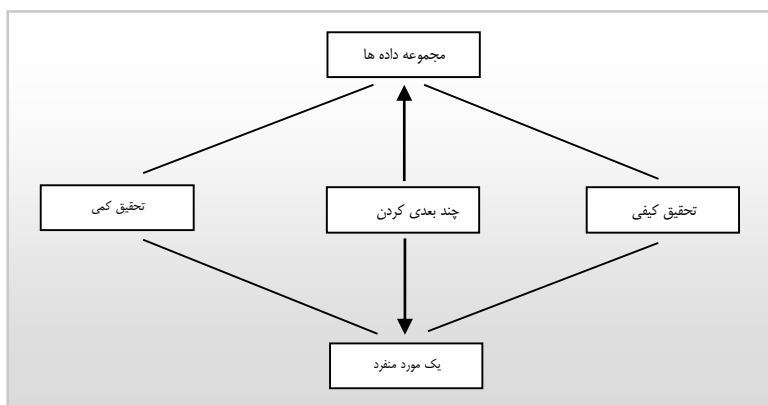 مجموعه داده ها
تحقیق کیفی
چند بعدی کردن
تحقیق کمی
یک مورد منفرد